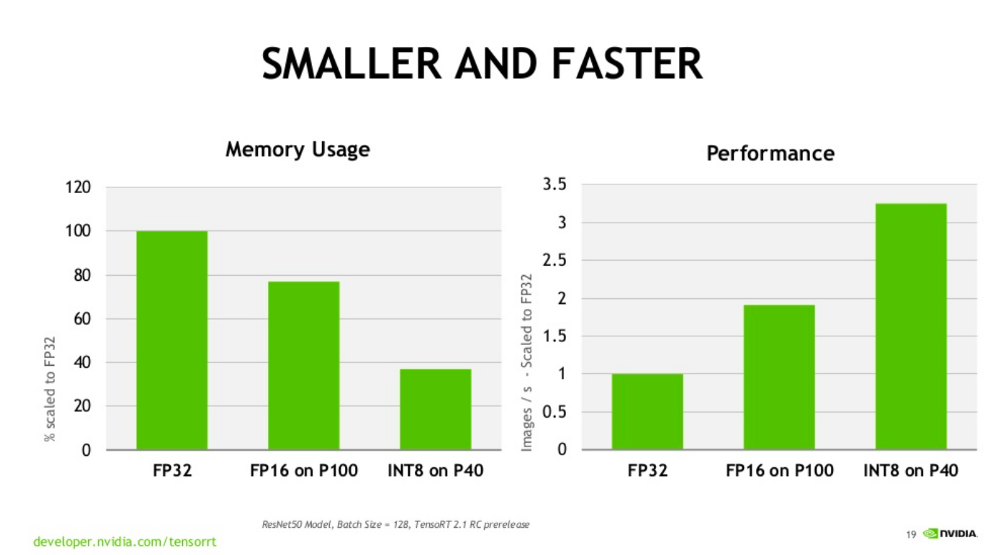 SMALLER AND FASTER
Memory Usage
120
100
80
60
40
20
0
% scaled to FP32
FP32 FP16 on P100 INT8 on P40
Performance
3.5
3
2.5
2
1.5
1
0.5
0
Images / s - Scaled to FP32
FP32 FP16 on P100 INT8 on P40
ResNet50 Model, Batch Size = 128, TensoRT 2.1 RC prerelease
developer.nvidia.com/tensorrt
19 NVIDIA.